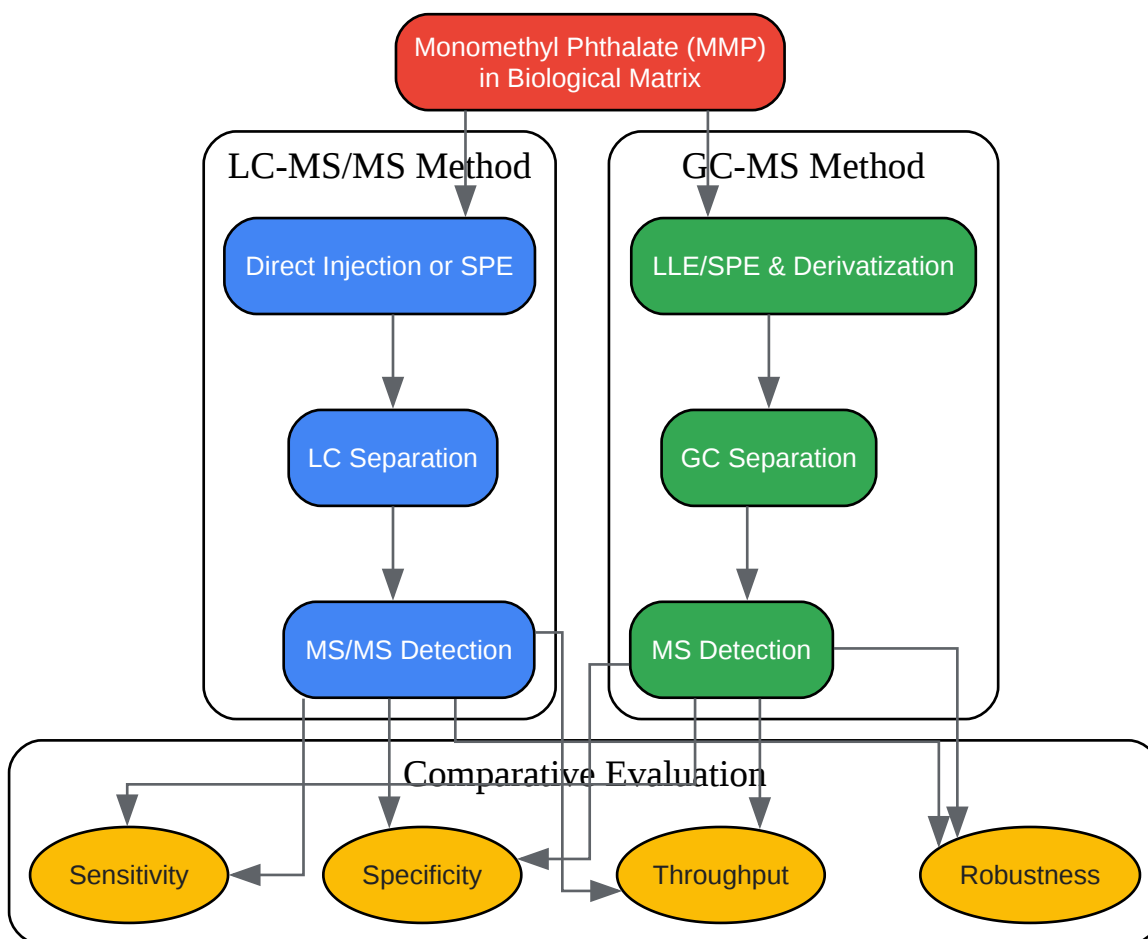 Monomethyl Phthalate (MMP)
in Biological Matrix
LC-MS/MS Method
GC-MS Method
Direct Injection or SPE
LLE/SPE & Derivatization
LC Separation
GC Separation
MS/MS Detection
MS Detection
Comparative Evaluation
Sensitivity
Specificity
Throughput
Robustness